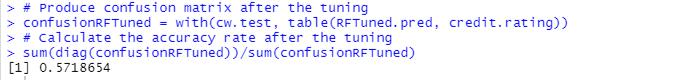 > # Produce confusion matrix after the tuning
> confusionRFTuned = with(cw.test, table(RFTuned.pred, credit.rating))
> # Calculate the accuracy rate after the tuning
> sum(diag(confusionRFTuned))/sum(confusionRFTuned)
[1] 0.5718654